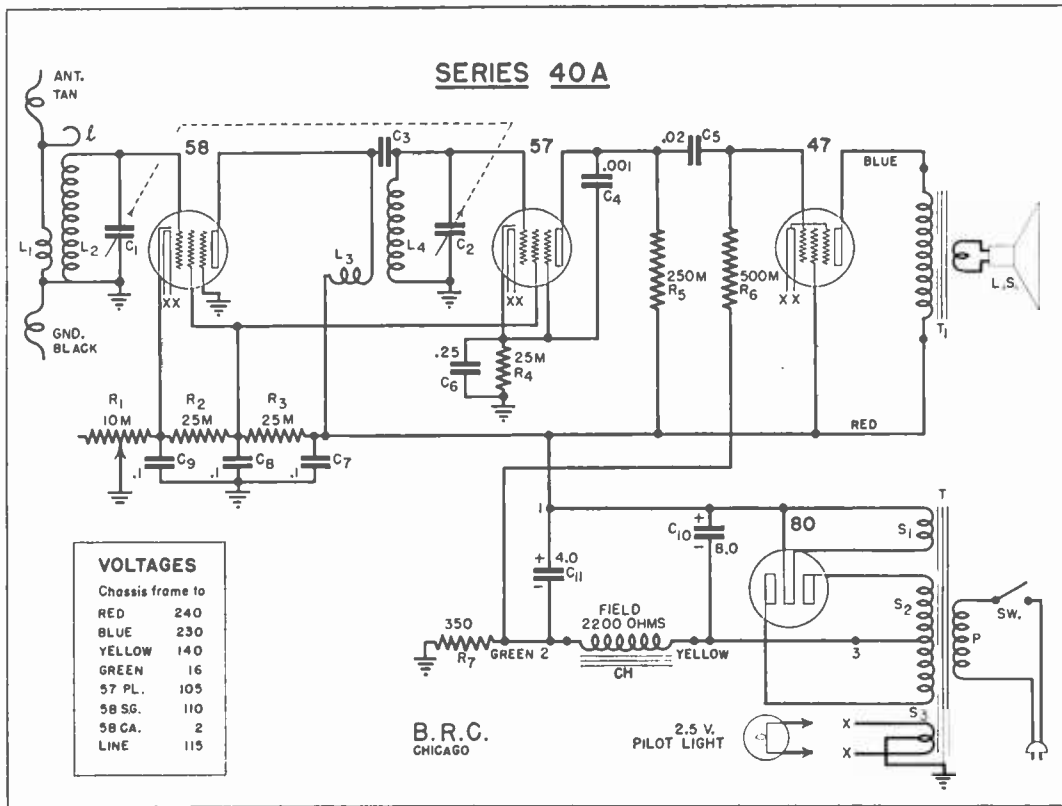 SERIES 40A
ANT.
TAN
ℓ
58
C3
57
.02 C5
47
BLUE
.001
C4
L1
L2
C1
L3
L4
C2
250M
R5
500M
R6
L.S.
T1
XX
XX
XX
GND.
BLACK
.25
C6
25M
R4
R1
10M
R2
25M
R3
25M
RED
.1
C9
.1
C8
.1
C7
1
+
C10
-
8.0
80
T
S1
+
4.0
-
C11
S2
P
SW.
FIELD
2200 OHMS
350
R7
GREEN 2
YELLOW
3
CH
S3
2.5 V.
PILOT LIGHT
X
X
B.R.C.
CHICAGO
VOLTAGES
Chassis frame to
RED 240
BLUE 230
YELLOW 140
GREEN 16
57 PL. 105
58 SG. 110
58 CA. 2
LINE 115